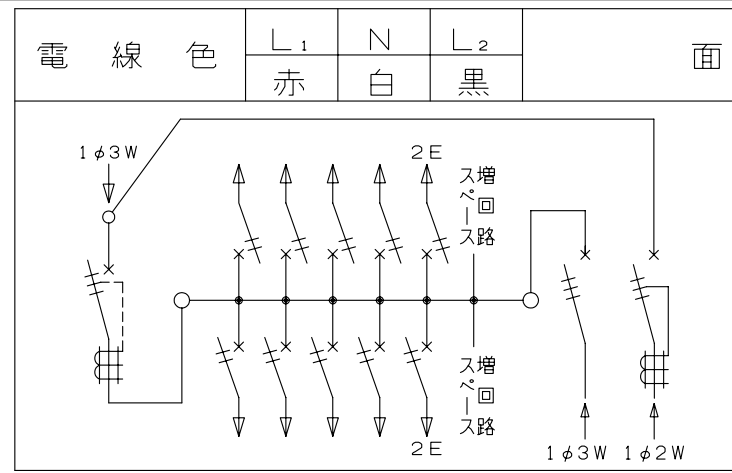 電線色 L₁ N L₂ 面
赤 白 黒
1φ3W
2E
増回路
スペース
増回路
スペース
2E
1φ3W 1φ2W